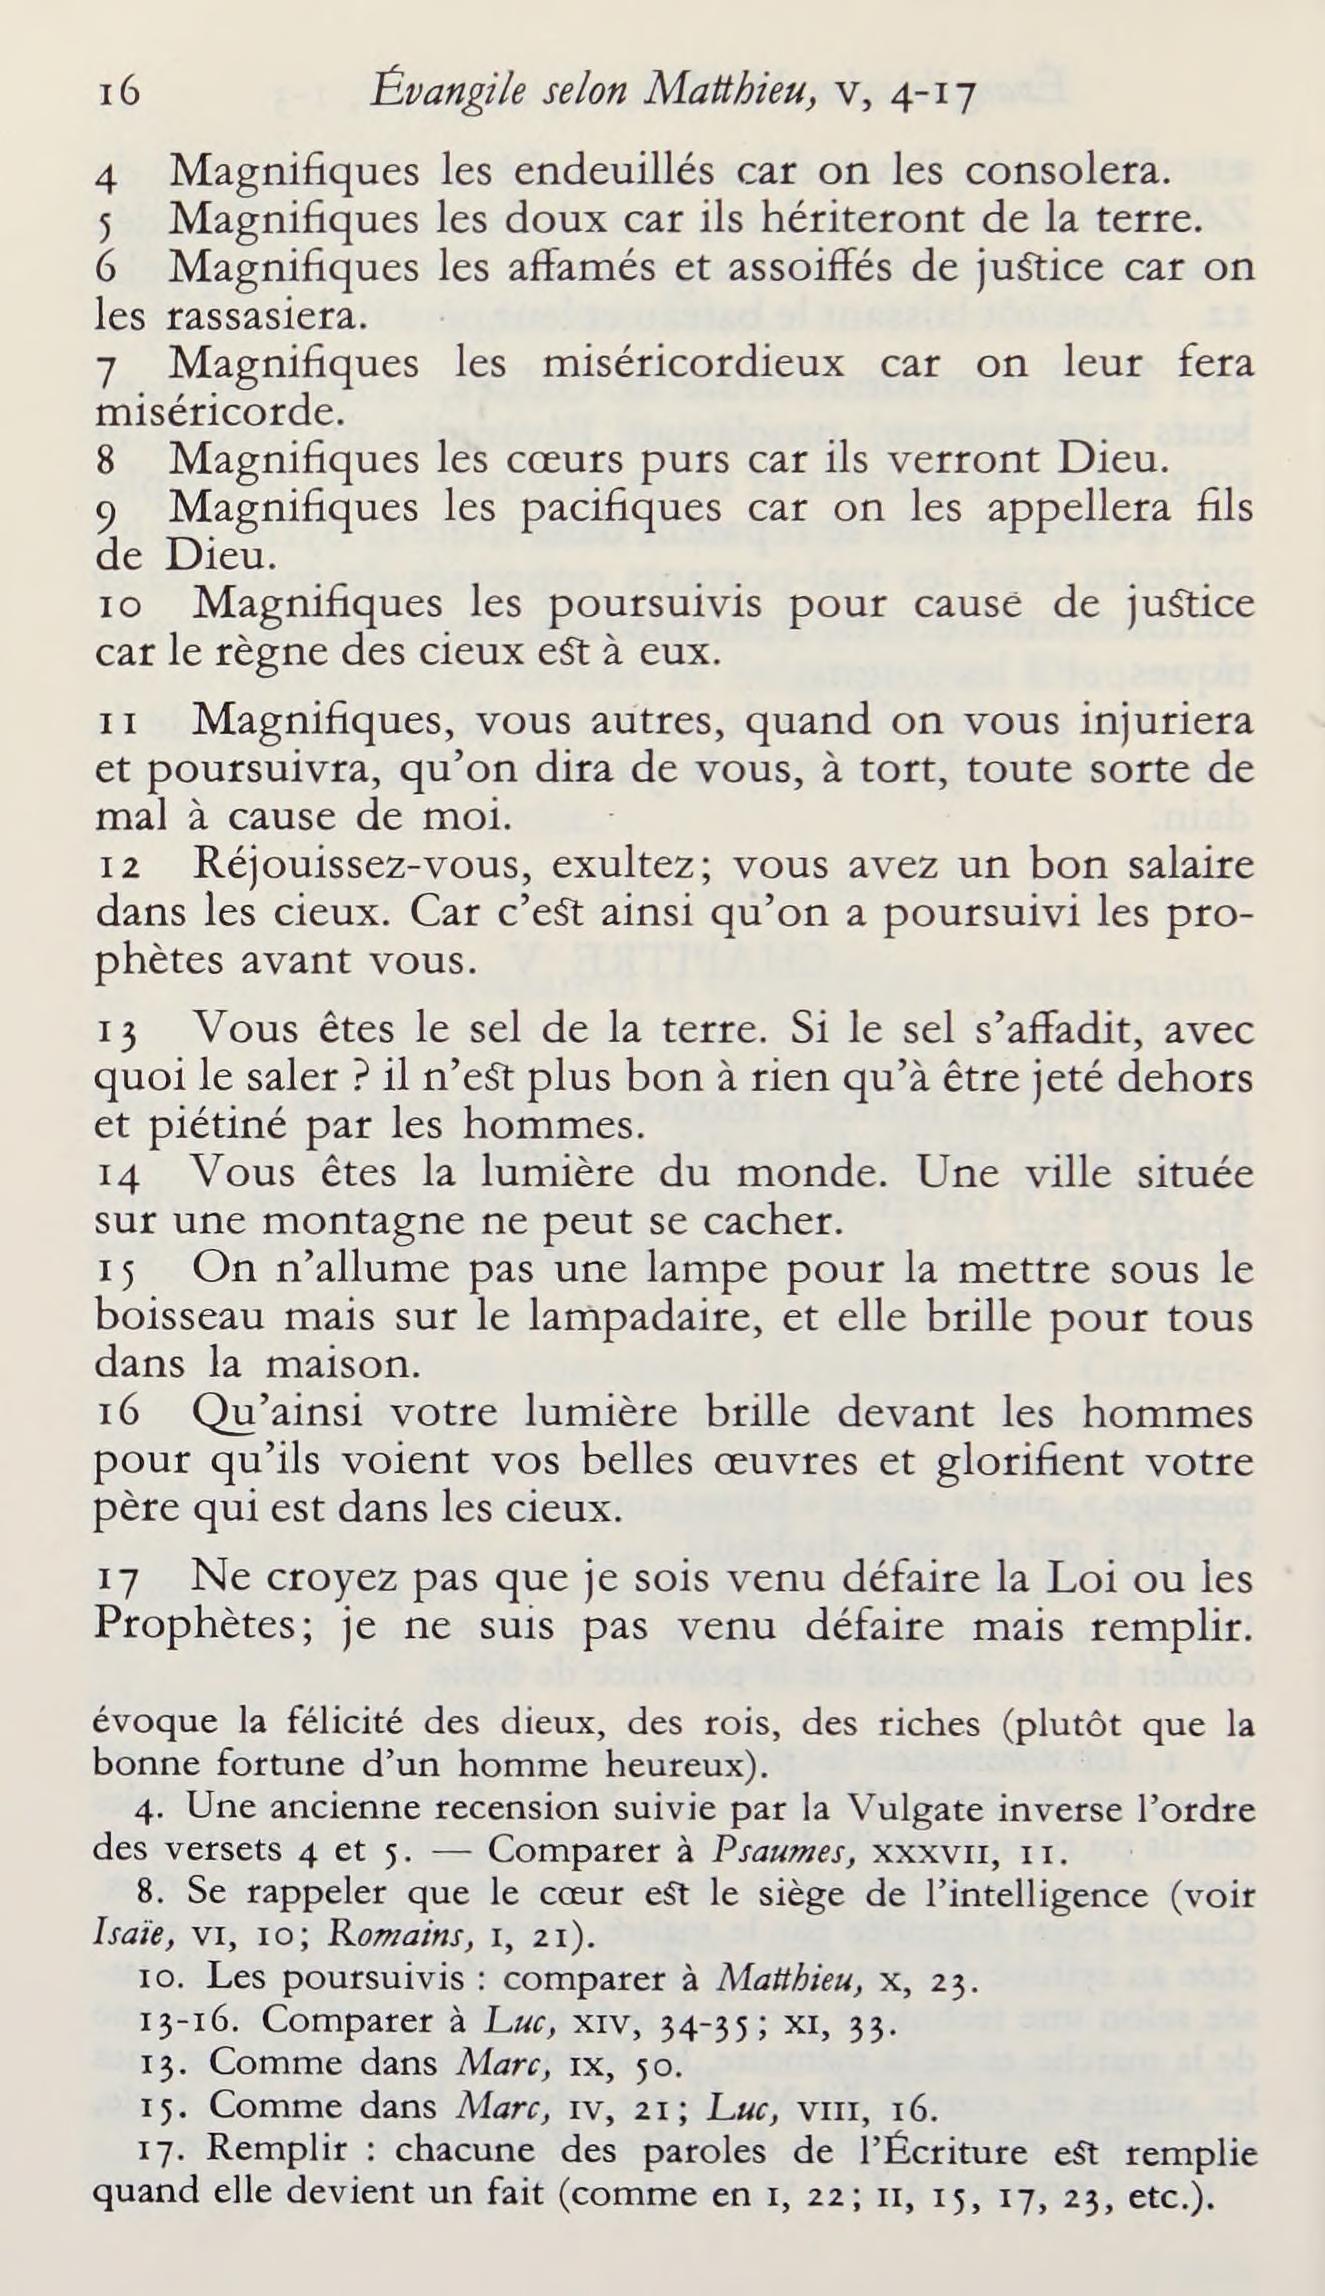 16 Évangile selon Matthieu, V, 4-17
4 Magnifiques les endeuillés car on les consolera.
5 Magnifiques les doux car ils hériteront de la terre.
6 Magnifiques les affamés et assoiffés de justice car on
les rassasiera.
7 Magnifiques les miséricordieux car on leur fera
miséricorde.
8 Magnifiques les cœurs purs car ils verront Dieu.
9 Magnifiques les pacifiques car on les appellera fils
de Dieu.
10 Magnifiques les poursuivis pour cause de justice
car le règne des cieux est à eux.
11 Magnifiques, vous autres, quand on vous injuriera
et poursuivra, qu’on dira de vous, à tort, toute sorte de
mal à cause de moi.
12 Réjouissez-vous, exultez; vous avez un bon salaire
dans les cieux. Car c’est ainsi qu’on a poursuivi les pro-
phètes avant vous.
13 Vous êtes le sel de la terre. Si le sel s’affadit, avec
quoi le saler ? il n’est plus bon à rien qu’à être jeté dehors
et piétiné par les hommes.
14 Vous êtes la lumière du monde. Une ville située
sur une montagne ne peut se cacher.
15 On n’allume pas une lampe pour la mettre sous le
boisseau mais sur le lampadaire, et elle brille pour tous
dans la maison.
16 Qu’ainsi votre lumière brille devant les hommes
pour qu’ils voient vos belles œuvres et glorifient votre
père qui est dans les cieux.
17 Ne croyez pas que je sois venu défaire la Loi ou les
Prophètes; je ne suis pas venu défaire mais remplir.
évoque la félicité des dieux, des rois, des riches (plutôt que la
bonne fortune d’un homme heureux).
4. Une ancienne recension suivie par la Vulgate inverse l’ordre
des versets 4 et 5. — Comparer à Psaumes, XXXVII, 11.
8. Se rappeler que le cœur est le siège de l’intelligence (voir
Isaïe, VI, 10; Romains, I, 21).
10. Les poursuivis : comparer à Matthieu, X, 23.
13-16. Comparer à Luc, XIV, 34-35; XI, 33.
13. Comme dans Marc, IX, 50.
15. Comme dans Marc, IV, 21; Luc, VIII, 16.
17. Remplir : chacune des paroles de l’Écriture est remplie
quand elle devient un fait (comme en I, 22; II, 15, 17, 23, etc.).